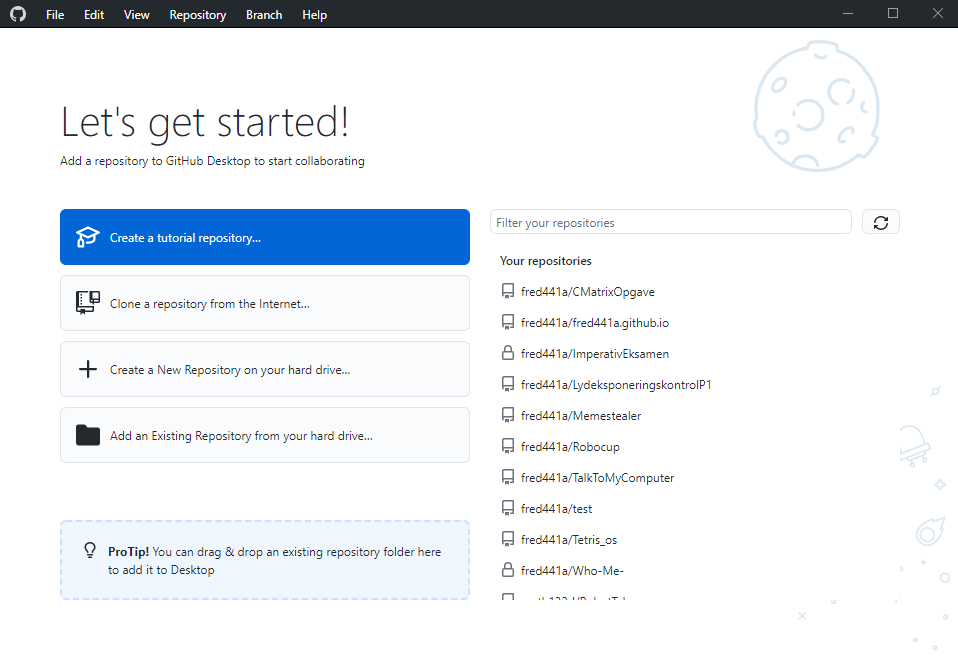 File Edit View Repository Branch Help
Let's get started!
Add a repository to GitHub Desktop to start collaborating
Create a tutorial repository...
Clone a repository from the Internet...
Create a New Repository on your hard drive...
Add an Existing Repository from your hard drive...
ProTip! You can drag & drop an existing repository folder here
to add it to Desktop
Filter your repositories
Your repositories
fred441a/CMatrixOpgave
fred441a/fred441a.github.io
fred441a/ImperativEksamen
fred441a/LydeksponeringskontrolP1
fred441a/Memestealer
fred441a/Robocup
fred441a/TalkToMyComputer
fred441a/test
fred441a/Tetris_os
fred441a/Who-Me-